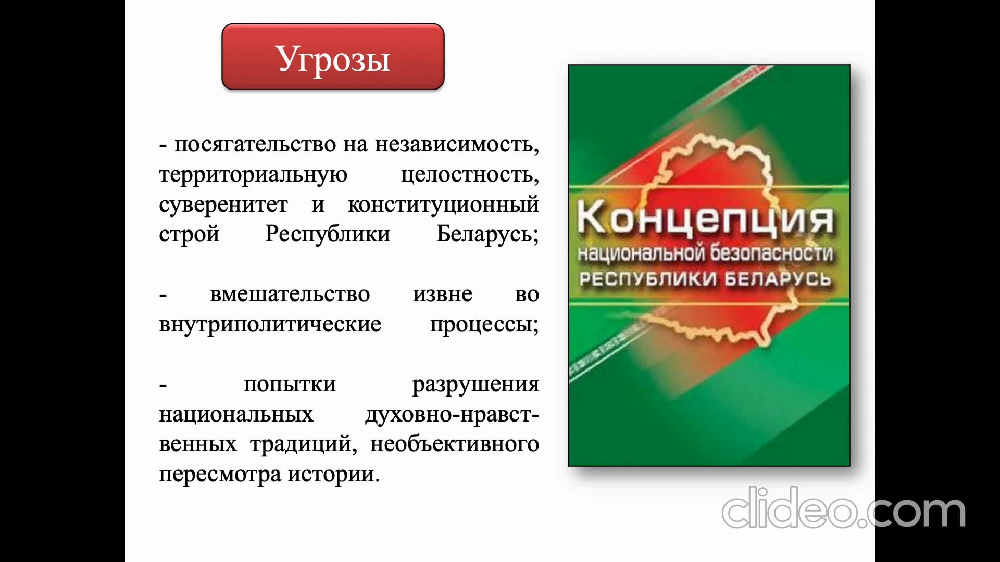 Угрозы
- посягательство на независимость,
территориальную целостность,
суверенитет и конституционный
строй Республики Беларусь;
- вмешательство извне во
внутриполитические процессы;
- попытки разрушения
национальных духовно-нравст-
венных традиций, необъективного
пересмотра истории.
Концепция
национальной безопасности
РЕСПУБЛИКИ БЕЛАРУСЬ
clideo.com